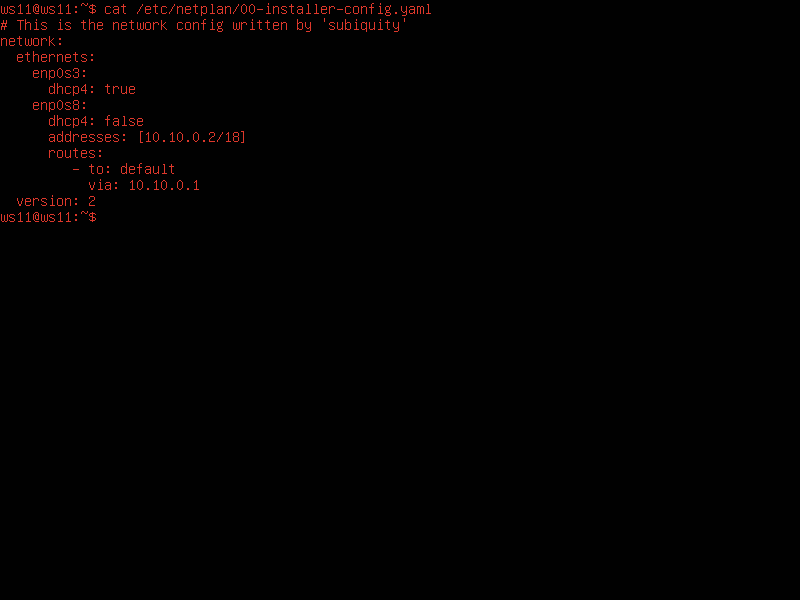 ws11@ws11:~$ cat /etc/netplan/00-installer-config.yaml
# This is the network config written by 'subiquity'
network:
  ethernets:
    enp0s3:
      dhcp4: true
    enp0s8:
      dhcp4: false
      addresses: [10.10.0.2/18]
      routes:
         - to: default
           via: 10.10.0.1
  version: 2
ws11@ws11:~$